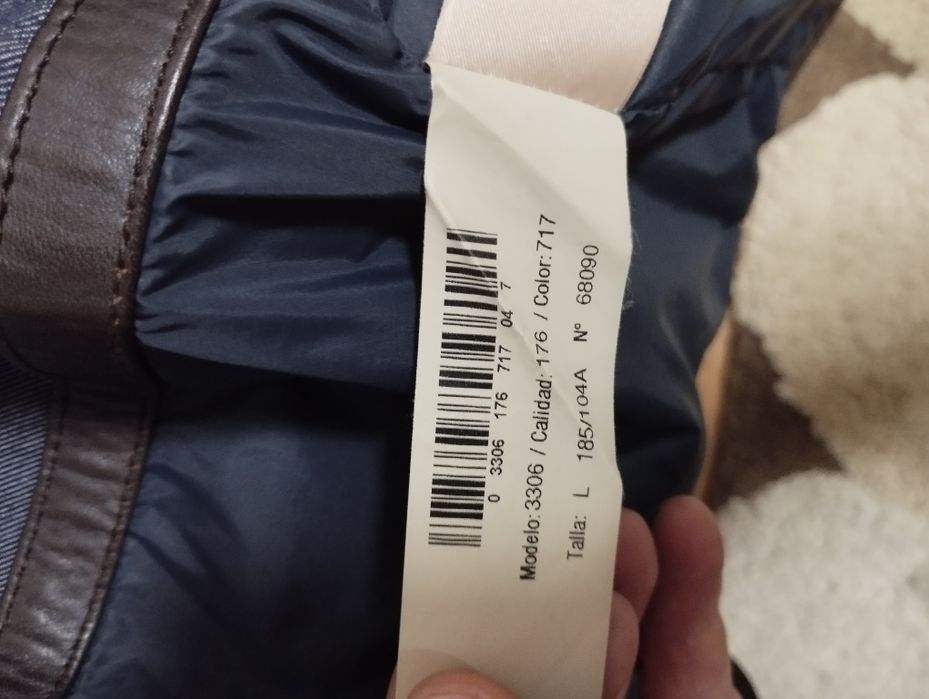 0 3306 176 717 04 7
Modelo: 3306 / Calidad: 176 / Color: 717
Talla: L 185/104A Nº 68090